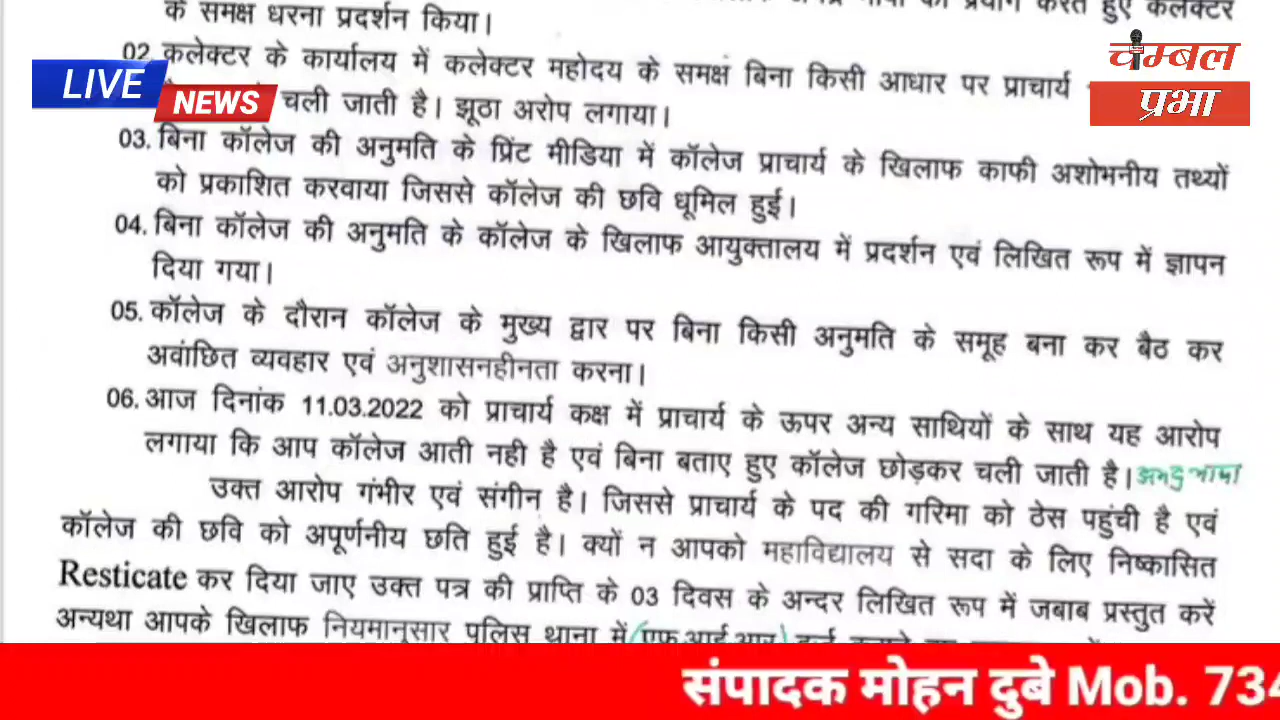 करते हुए कलेक्टर
के समक्ष धरना प्रदर्शन किया।
02. कलेक्टर के कार्यालय में कलेक्टर महोदय के समक्ष बिना किसी आधार पर प्राचार्य
चली जाती है। झूठा अरोप लगाया।
03. बिना कॉलेज की अनुमति के प्रिंट मीडिया में कॉलेज प्राचार्य के खिलाफ काफी अशोभनीय तथ्यों
को प्रकाशित करवाया जिससे कॉलेज की छवि धूमिल हुई।
04. बिना कॉलेज की अनुमति के कॉलेज के खिलाफ आयुक्तालय में प्रदर्शन एवं लिखित रूप में ज्ञापन
दिया गया।
05. कॉलेज के दौरान कॉलेज के मुख्य द्वार पर बिना किसी अनुमति के समूह बना कर बैठ कर
अवांछित व्यवहार एवं अनुशासनहीनता करना।
06. आज दिनांक 11.03.2022 को प्राचार्य कक्ष में प्राचार्य के ऊपर अन्य साथियों के साथ यह आरोप
लगाया कि आप कॉलेज आती नही है एवं बिना बताए हुए कॉलेज छोड़कर चली जाती है।
उक्त आरोप गंभीर एवं संगीन है। जिससे प्राचार्य के पद की गरिमा को ठेस पहुंची है एवं
कॉलेज की छवि को अपूर्णनीय छति हुई है। क्यों न आपको महाविद्यालय से सदा के लिए निष्कासित
Resticate कर दिया जाए उक्त पत्र की प्राप्ति के 03 दिवस के अन्दर लिखित रूप में जबाब प्रस्तुत करें
अन्यथा आपके खिलाफ नियमानुसार पुलिस थाना में (एफ.आई.आर)
LIVE
NEWS
चम्बल
प्रभा
संपादक मोहन दुबे Mob. 734